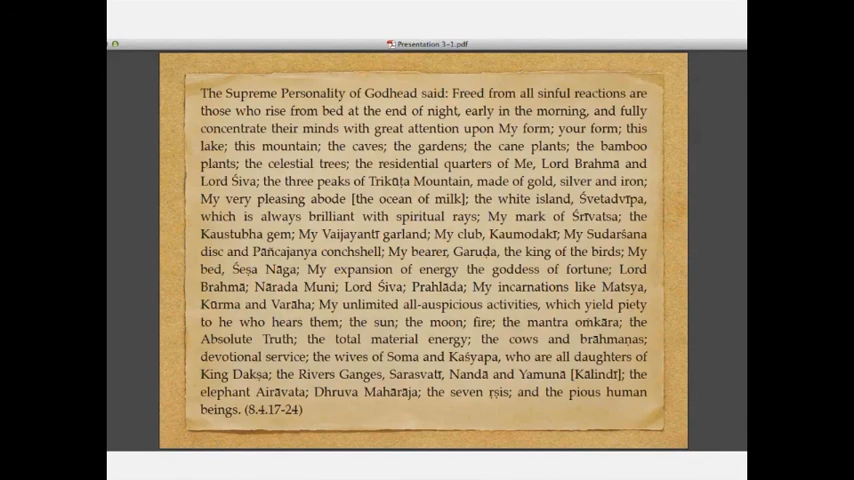 Presentation 3-1.pdf
The Supreme Personality of Godhead said: Freed from all sinful reactions are
those who rise from bed at the end of night, early in the morning, and fully
concentrate their minds with great attention upon My form; your form; this
lake; this mountain; the caves; the gardens; the cane plants; the bamboo
plants; the celestial trees; the residential quarters of Me, Lord Brahmā and
Lord Śiva; the three peaks of Trikūṭa Mountain, made of gold, silver and iron;
My very pleasing abode [the ocean of milk]; the white island, Śvetadvīpa,
which is always brilliant with spiritual rays; My mark of Śrīvatsa; the
Kaustubha gem; My Vaijayantī garland; My club, Kaumodakī; My Sudarśana
disc and Pāñcajanya conchshell; My bearer, Garuḍa, the king of the birds; My
bed, Śeṣa Nāga; My expansion of energy the goddess of fortune; Lord
Brahmā; Nārada Muni; Lord Śiva; Prahlāda; My incarnations like Matsya,
Kūrma and Varāha; My unlimited all-auspicious activities, which yield piety
to he who hears them; the sun; the moon; fire; the mantra oṁkāra; the
Absolute Truth; the total material energy; the cows and brāhmaṇas;
devotional service; the wives of Soma and Kaśyapa, who are all daughters of
King Dakṣa; the Rivers Ganges, Sarasvatī, Nandā and Yamunā [Kālindī]; the
elephant Airāvata; Dhruva Mahārāja; the seven ṛṣis; and the pious human
beings. (8.4.17-24)